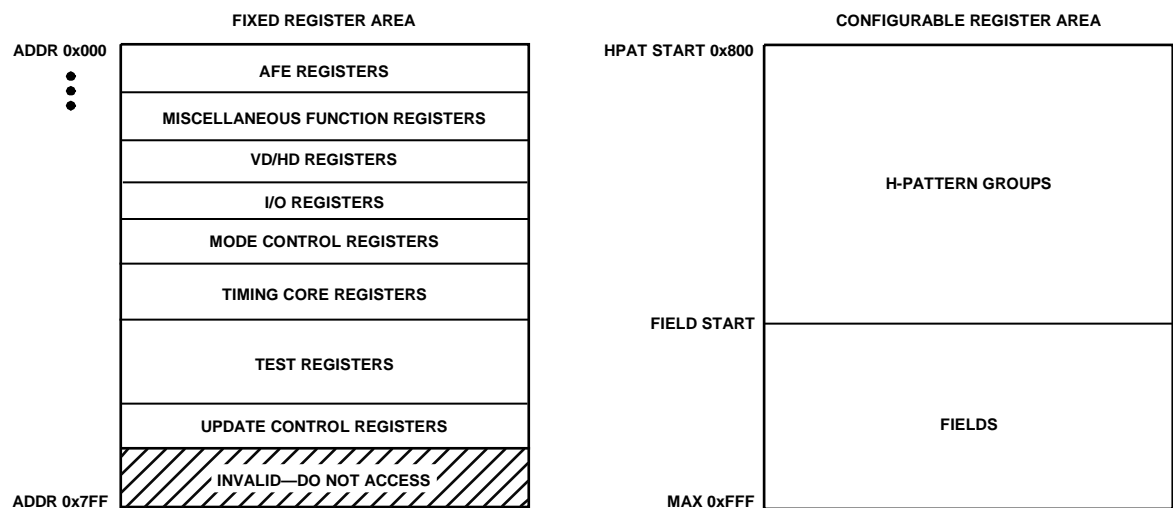 FIXED REGISTER AREA
ADDR 0x000
AFE REGISTERS
MISCELLANEOUS FUNCTION REGISTERS
VD/HD REGISTERS
I/O REGISTERS
MODE CONTROL REGISTERS
TIMING CORE REGISTERS
TEST REGISTERS
UPDATE CONTROL REGISTERS
INVALID—DO NOT ACCESS
ADDR 0x7FF
CONFIGURABLE REGISTER AREA
HPAT START 0x800
H-PATTERN GROUPS
FIELD START
FIELDS
MAX 0xFFF